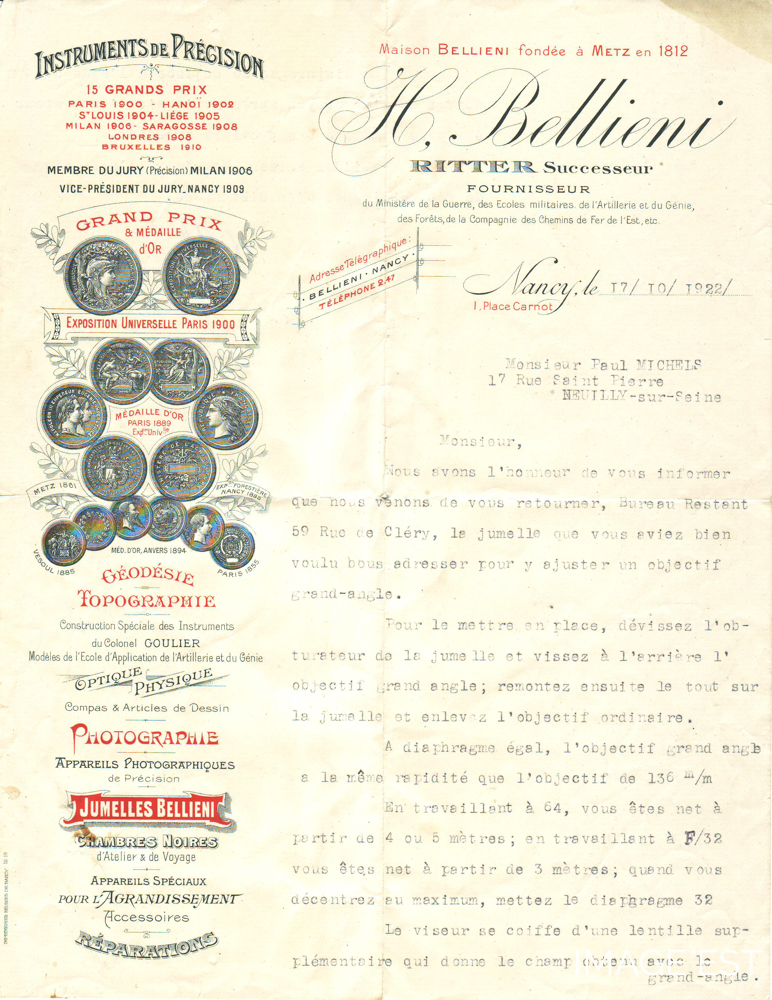 INSTRUMENTS DE PRÉCISION
15 GRANDS PRIX
PARIS 1900 - HANOÏ 1902
ST LOUIS 1904 - LIÉGE 1905
MILAN 1906 - SARAGOSSE 1908
LONDRES 1908
BRUXELLES 1910
MEMBRE DU JURY (Précision) MILAN 1906
VICE-PRÉSIDENT DU JURY, NANCY 1909
GRAND PRIX
& MÉDAILLE
d'OR
EXPOSITION UNIVERSELLE PARIS 1900
MÉDAILLE D'OR
PARIS 1889
Expon Univlle
METZ 1861
EXP. FORESTIÈRE
NANCY 1894
VESOUL 1885
MÉD. D'OR, ANVERS 1894
PARIS 1855
GÉODÉSIE
TOPOGRAPHIE
Construction Spéciale des Instruments
du Colonel GOULIER
Modèles de l'Ecole d'Application de l'Artillerie et du Génie
OPTIQUE PHYSIQUE
Compas & Articles de Dessin
PHOTOGRAPHIE
APPAREILS PHOTOGRAPHIQUES
de Précision
JUMELLES BELLIENI
CHAMBRES NOIRES
d'Atelier & de Voyage
APPAREILS SPÉCIAUX
POUR L'AGRANDISSEMENT
Accessoires
RÉPARATIONS
Maison BELLIENI fondée à METZ en 1812
H. Bellieni
RITTER Successeur
FOURNISSEUR
du Ministère de la Guerre, des Ecoles militaires de l'Artillerie et du Génie,
des Forêts, de la Compagnie des Chemins de Fer de l'Est, etc.
Adresse Télégraphique:
BELLIENI - NANCY
TÉLÉPHONE 2.47
Nancy, le 17/ 10/ 1922/
1, Place Carnot
Monsieur Paul MICHELS
17 Rue Saint Pierre
NEUILLY-sur-Seine
Monsieur,
Nous avons l'honneur de vous informer
que nous venons de vous retourner, Bureau Restant
59 Rue de Cléry, la jumelle que vous aviez bien
voulu bous adresser pour y ajuster un objectif
grand-angle.
Pour le mettre en place, dévissez l'ob-
turateur de la jumelle et vissez à l'arrière l'
objectif grand angle; remontez ensuite le tout sur
la jumelle et enlevez l'objectif ordinaire.
A diaphragme égal, l'objectif grand angle
a la même rapidité que l'objectif de 136 m/m
En travaillant à 64, vous êtes net à
partir de 4 ou 5 mètres; en travaillant à F/32
vous êtes net à partir de 3 mètres; quand vous
décentrez au maximum, mettez le diaphragme 32
Le viseur se coiffe d'une lentille sup-
plémentaire qui donne le champ obtenu avec le
grand-angle.